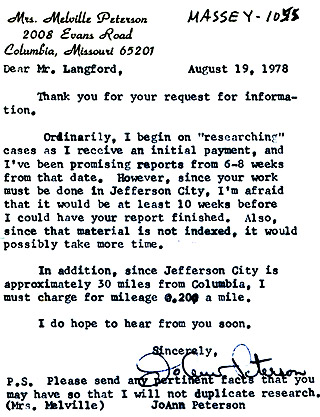 Mrs. Melville Peterson
MASSEY-1055
2008 Evans Road
Columbia, Missouri 65201
Dear Mr. Langford, August 19, 1978
Thank you for your request for informa-
tion.
Ordinarily, I begin on "researching"
cases as I receive an initial payment, and
I've been promising reports from 6-8 weeks
from that date. However, since your work
must be done in Jefferson City, I'm afraid
that it would be at least 10 weeks before
I could have your report finished. Also,
since that material is not indexed, it would
possibly take more time.
In addition, since Jefferson City is
approximately 30 miles from Columbia, I
must charge for mileage @.20¢ a mile.
I do hope to hear from you soon.
Sincerely,
JoAnn Peterson
P.S. Please send any pertinent facts that you
may have so that I will not duplicate research.
(Mrs. Melville) JoAnn Peterson